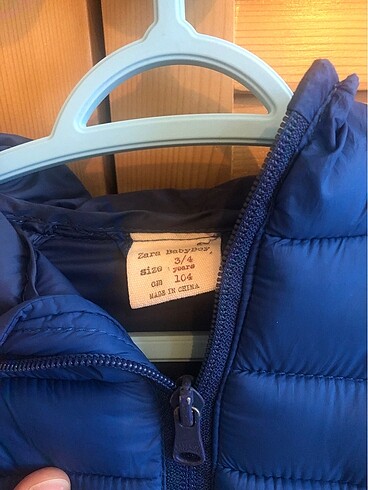 Zara BabyBoy
size 3/4 years
cm 104
MADE IN CHINA